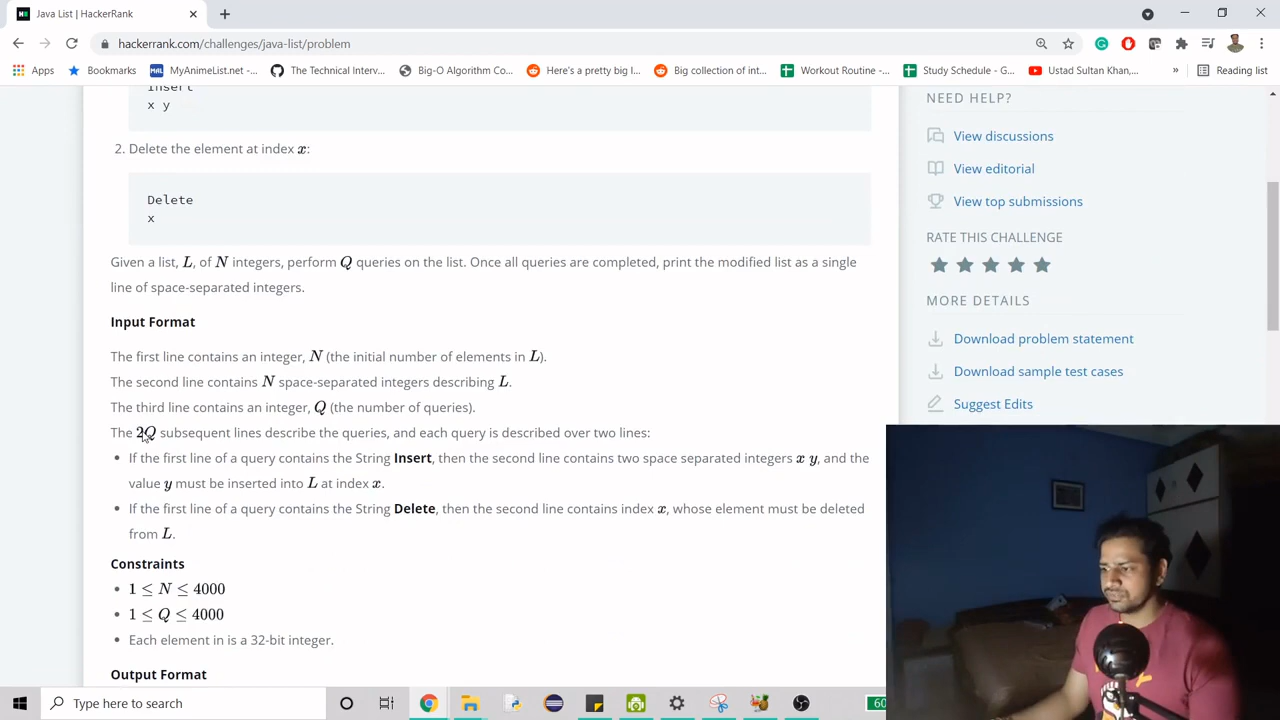 Java List | HackerRank
hackerrank.com/challenges/java-list/problem
Apps Bookmarks MyAnimeList.net -... The Technical Interv... Big-O Algorithm Co... Here's a pretty big l... Big collection of int... Workout Routine -... Study Schedule - G... Ustad Sultan Khan,... » Reading list
Insert
x y
2. Delete the element at index x:
Delete
x
Given a list, L, of N integers, perform Q queries on the list. Once all queries are completed, print the modified list as a single
line of space-separated integers.
Input Format
The first line contains an integer, N (the initial number of elements in L).
The second line contains N space-separated integers describing L.
The third line contains an integer, Q (the number of queries).
The 2Q subsequent lines describe the queries, and each query is described over two lines:
If the first line of a query contains the String Insert, then the second line contains two space separated integers x y, and the
value y must be inserted into L at index x.
If the first line of a query contains the String Delete, then the second line contains index x, whose element must be deleted
from L.
Constraints
1 ≤ N ≤ 4000
1 ≤ Q ≤ 4000
Each element in is a 32-bit integer.
Output Format
NEED HELP?
View discussions
View editorial
View top submissions
RATE THIS CHALLENGE
MORE DETAILS
Download problem statement
Download sample test cases
Suggest Edits
Type here to search
60